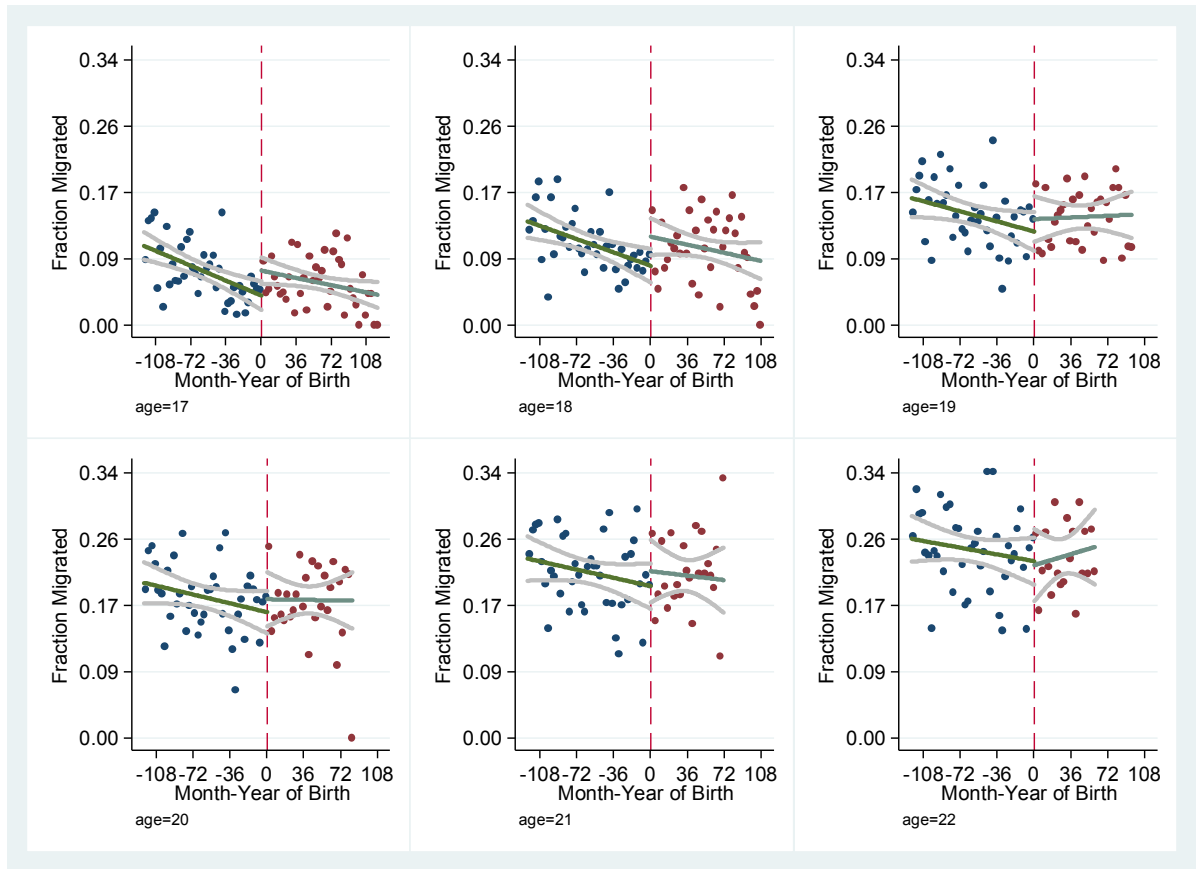 Fraction Migrated
0.34
0.26
0.17
0.09
0.00
-108 -72 -36 0 36 72 108
Month-Year of Birth
age=17
Fraction Migrated
0.34
0.26
0.17
0.09
0.00
-108 -72 -36 0 36 72 108
Month-Year of Birth
age=18
Fraction Migrated
0.34
0.26
0.17
0.09
0.00
-108 -72 -36 0 36 72 108
Month-Year of Birth
age=19
Fraction Migrated
0.34
0.26
0.17
0.09
0.00
-108 -72 -36 0 36 72 108
Month-Year of Birth
age=20
Fraction Migrated
0.34
0.26
0.17
0.09
0.00
-108 -72 -36 0 36 72 108
Month-Year of Birth
age=21
Fraction Migrated
0.34
0.26
0.17
0.09
0.00
-108 -72 -36 0 36 72 108
Month-Year of Birth
age=22